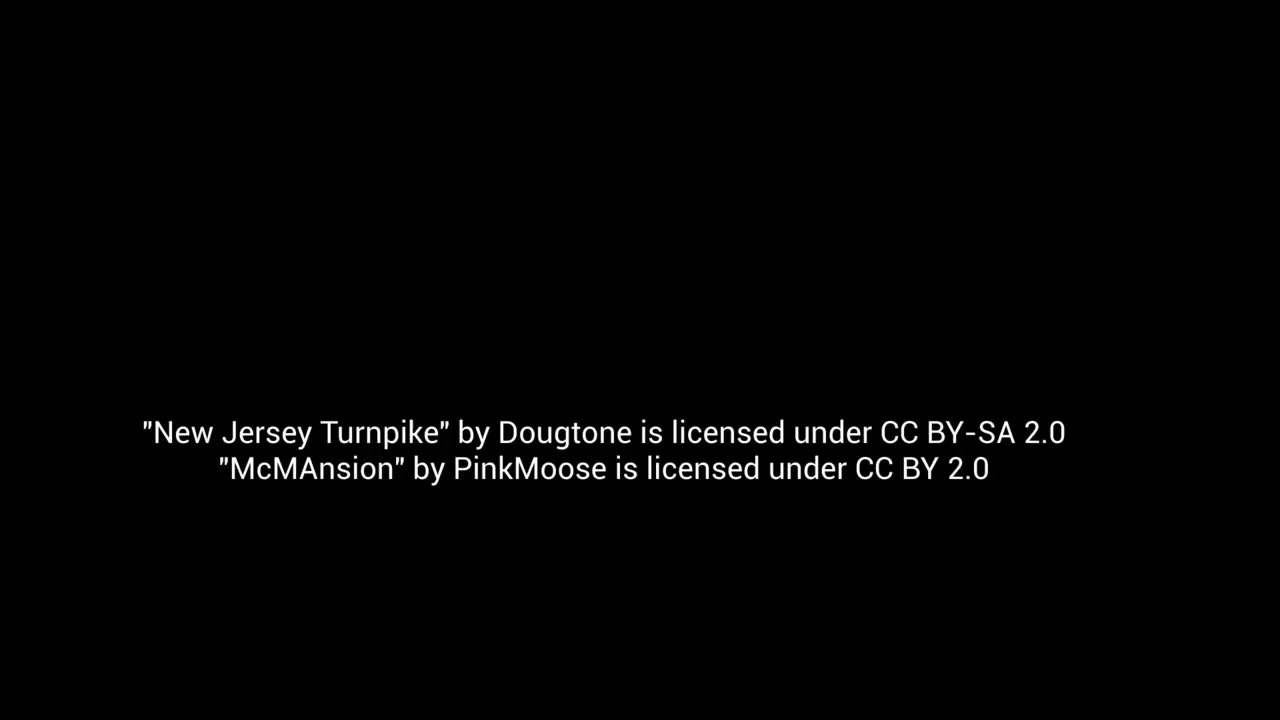 "New Jersey Turnpike" by Dougtone is licensed under CC BY-SA 2.0
"McMAnsion" by PinkMoose is licensed under CC BY 2.0